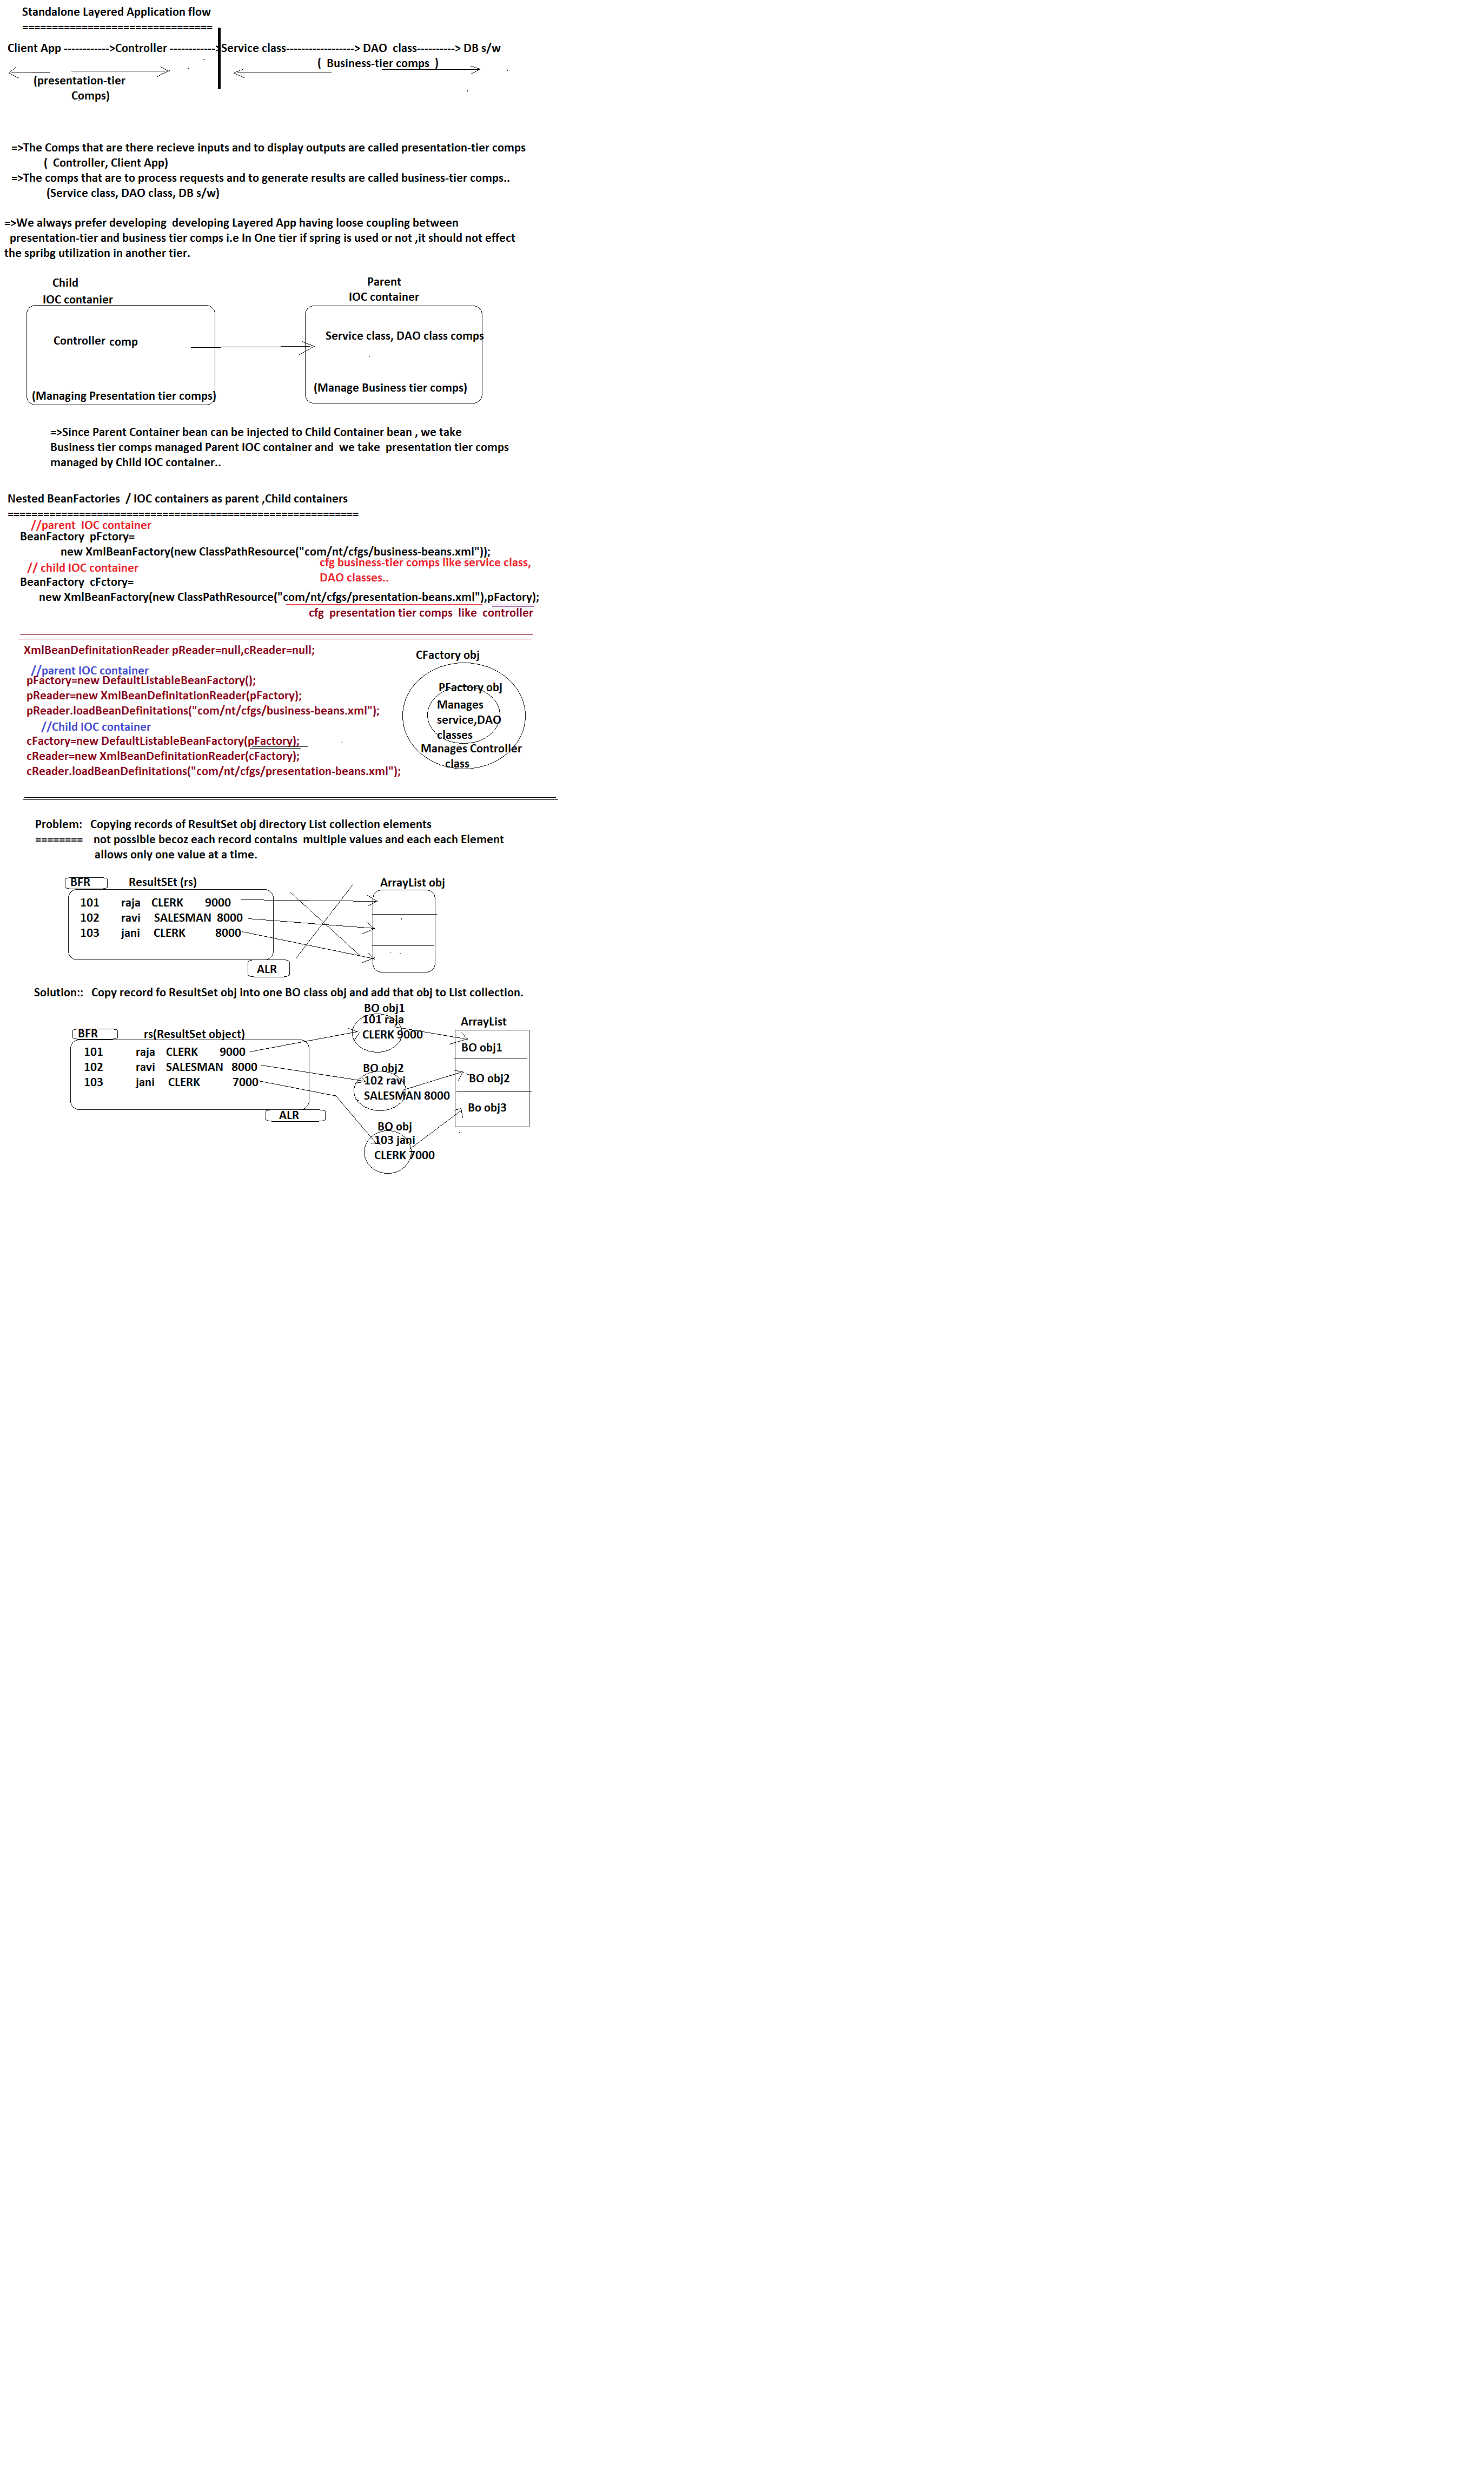 Standalone Layered Application flow
================================
Client App ------------>Controller ------------>Service class------------------> DAO  class----------> DB s/w
(  Business-tier comps  )
(presentation-tier
Comps)
=>The Comps that are there recieve inputs and to display outputs are called presentation-tier comps
(  Controller, Client App)
=>The comps that are to process requests and to generate results are called business-tier comps..
(Service class, DAO class, DB s/w)
=>We always prefer developing  developing Layered App having loose coupling between
presentation-tier and business tier comps i.e In One tier if spring is used or not ,it should not effect
the spribg utilization in another tier.
Child
IOC contanier
Parent
IOC container
Controller comp
Service class, DAO class comps
(Managing Presentation tier comps)
(Manage Business tier comps)
=>Since Parent Container bean can be injected to Child Container bean , we take
Business tier comps managed Parent IOC container and  we take  presentation tier comps
managed by Child IOC container..
Nested BeanFactories  / IOC containers as parent ,Child containers
===========================================================
//parent  IOC container
BeanFactory  pFctory=
new XmlBeanFactory(new ClassPathResource("com/nt/cfgs/business-beans.xml"));
cfg business-tier comps like service class,
DAO classes..
// child IOC container
BeanFactory  cFctory=
new XmlBeanFactory(new ClassPathResource("com/nt/cfgs/presentation-beans.xml"),pFactory);
cfg  presentation tier comps  like  controller
XmlBeanDefinitationReader pReader=null,cReader=null;
//parent IOC container
pFactory=new DefaultListableBeanFactory();
pReader=new XmlBeanDefinitationReader(pFactory);
pReader.loadBeanDefinitations("com/nt/cfgs/business-beans.xml");
//Child IOC container
cFactory=new DefaultListableBeanFactory(pFactory);
cReader=new XmlBeanDefinitationReader(cFactory);
cReader.loadBeanDefinitations("com/nt/cfgs/presentation-beans.xml");
CFactory obj
PFactory obj
Manages
service,DAO
classes
Manages Controller
class
Problem:   Copying records of ResultSet obj directory List collection elements
========    not possible becoz each record contains  multiple values and each each Element
allows only one value at a time.
BFR
ResultSEt (rs)
ArrayList obj
101       raja    CLERK       9000
102       ravi     SALESMAN  8000
103       jani     CLERK          8000
ALR
Solution::   Copy record fo ResultSet obj into one BO class obj and add that obj to List collection.
BO obj1
101 raja
CLERK 9000
BFR
rs(ResultSet object)
ArrayList
101           raja    CLERK       9000
102           ravi    SALESMAN   8000
103           jani     CLERK           7000
ALR
BO obj2
102 ravi
SALESMAN 8000
BO obj
103 jani
CLERK 7000
BO obj1
BO obj2
Bo obj3